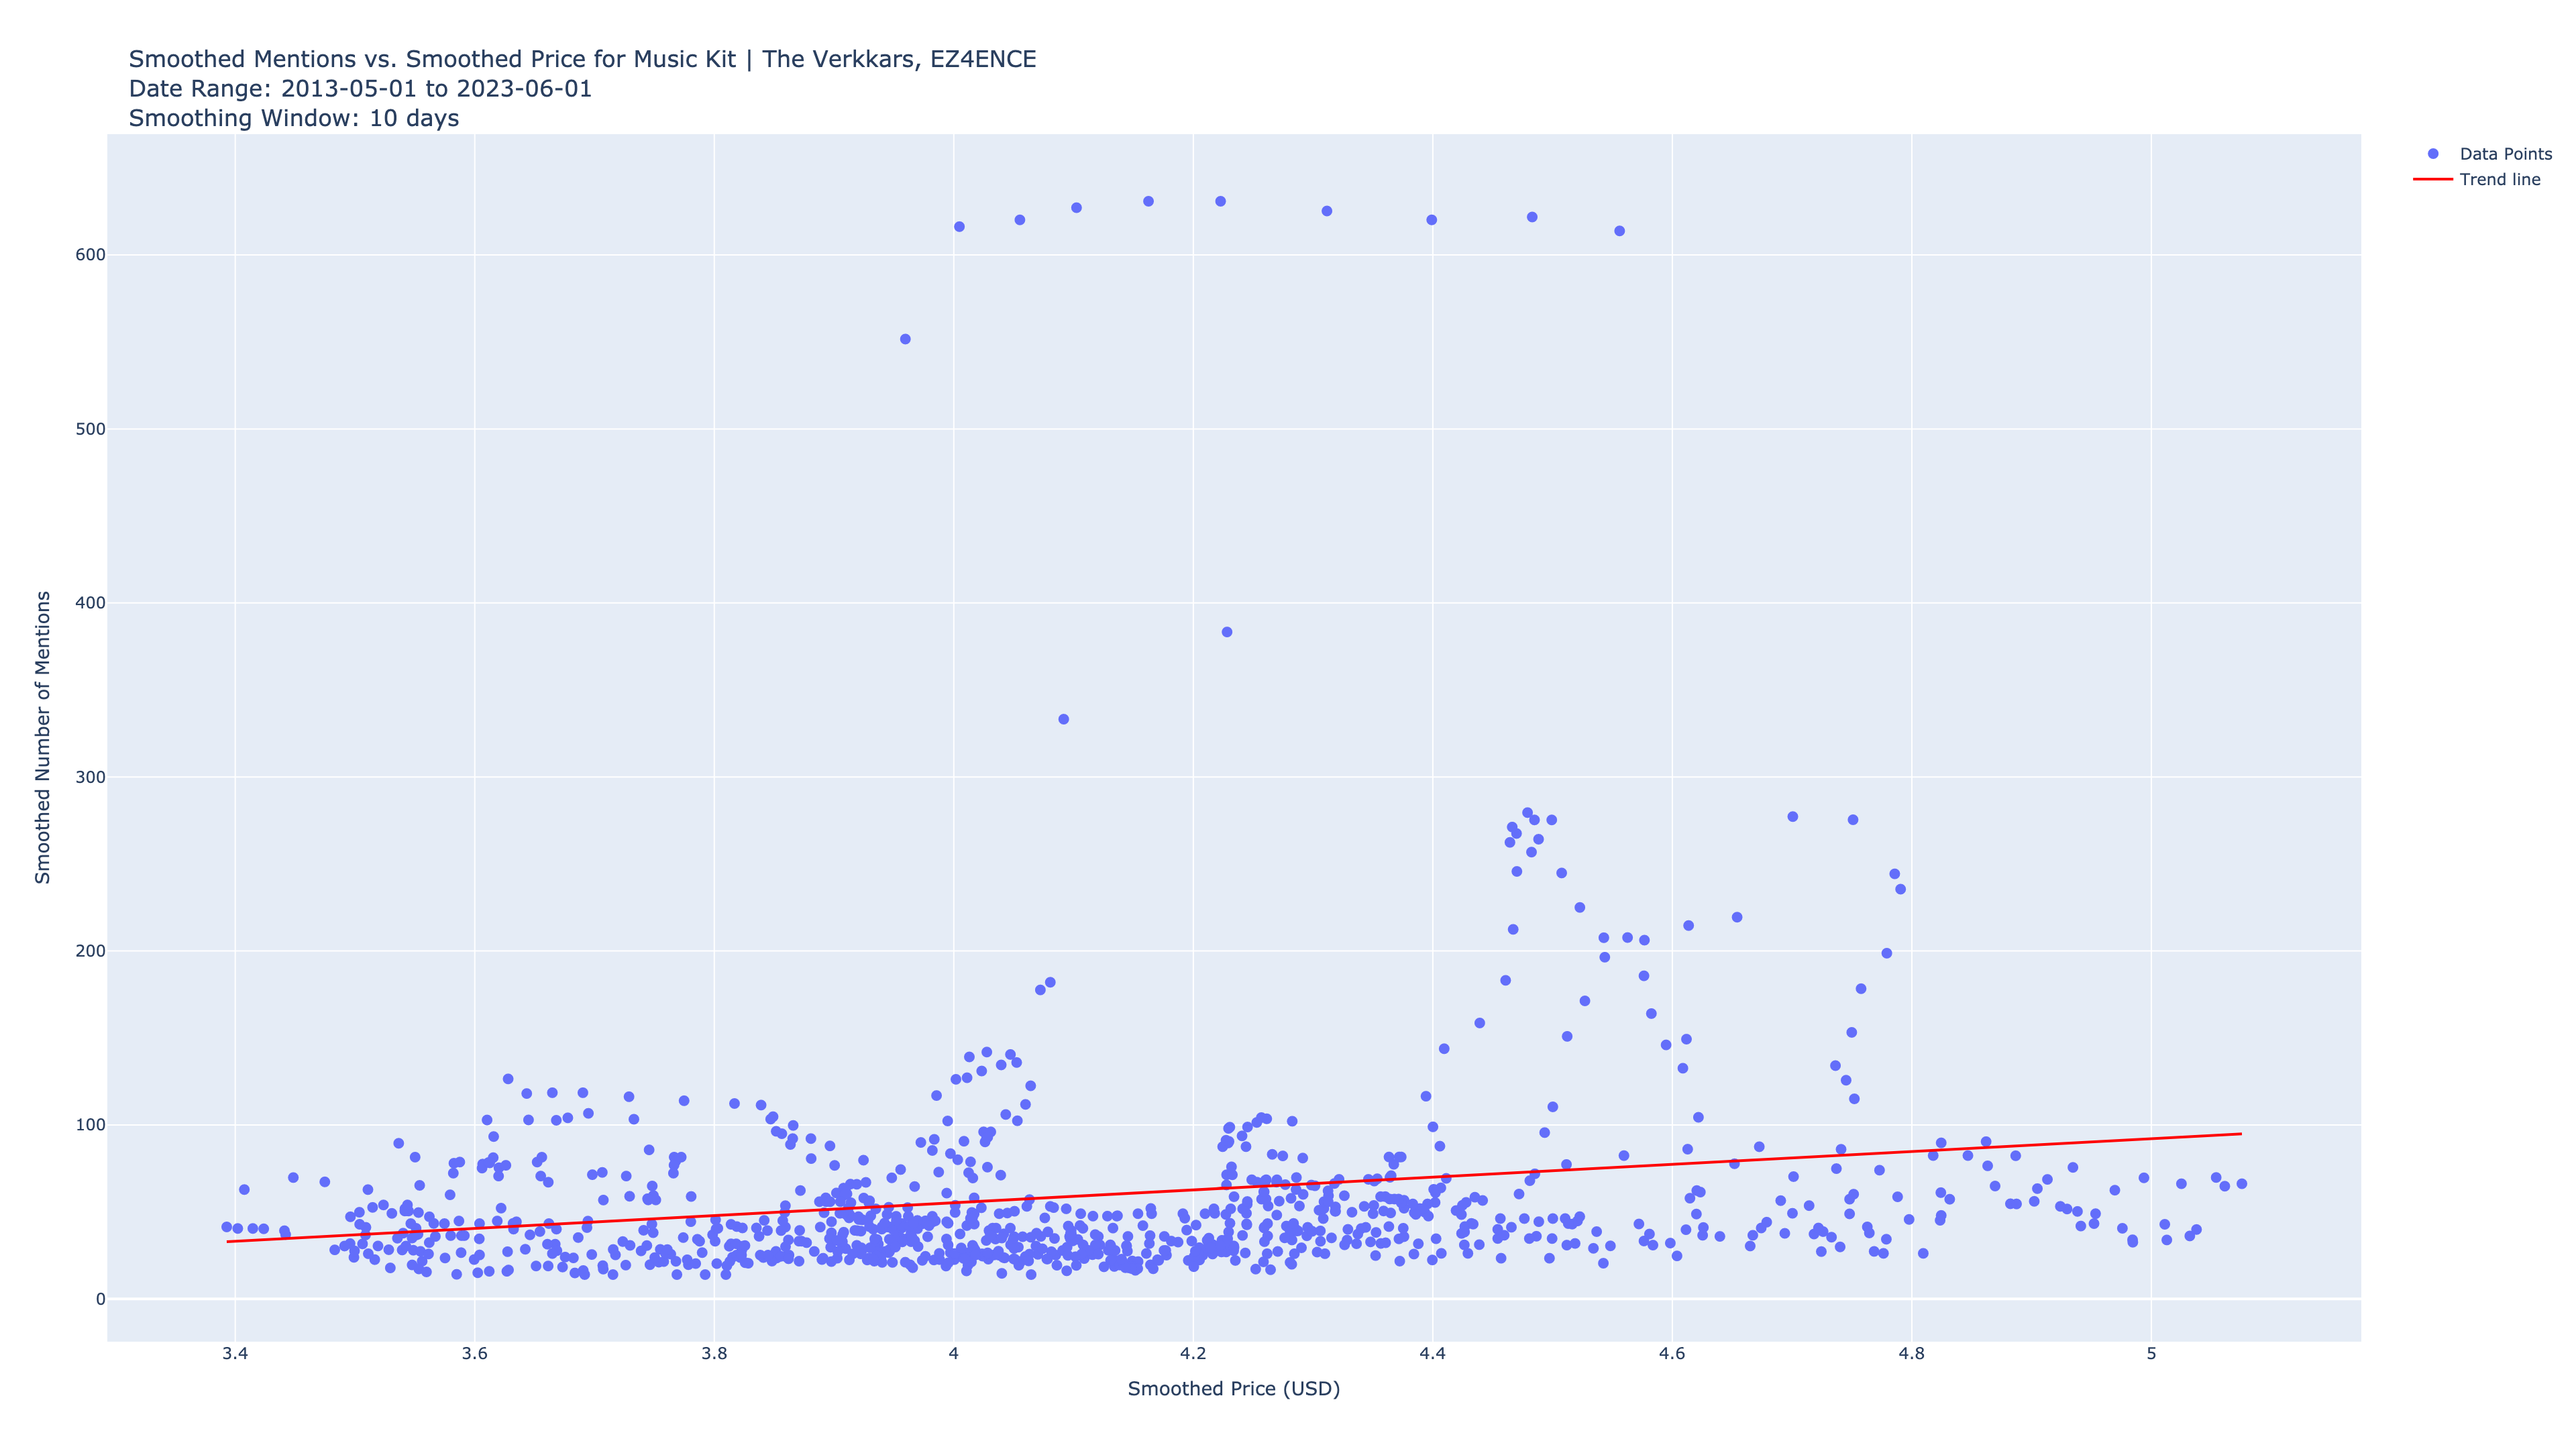 Smoothed Mentions vs. Smoothed Price for Music Kit | The Verkkars, EZ4ENCE
Date Range: 2013-05-01 to 2023-06-01
Smoothing Window: 10 days
Data Points
Trend line
Smoothed Number of Mentions
600
500
400
300
200
100
0
3.4
3.6
3.8
4
4.2
4.4
4.6
4.8
5
Smoothed Price (USD)